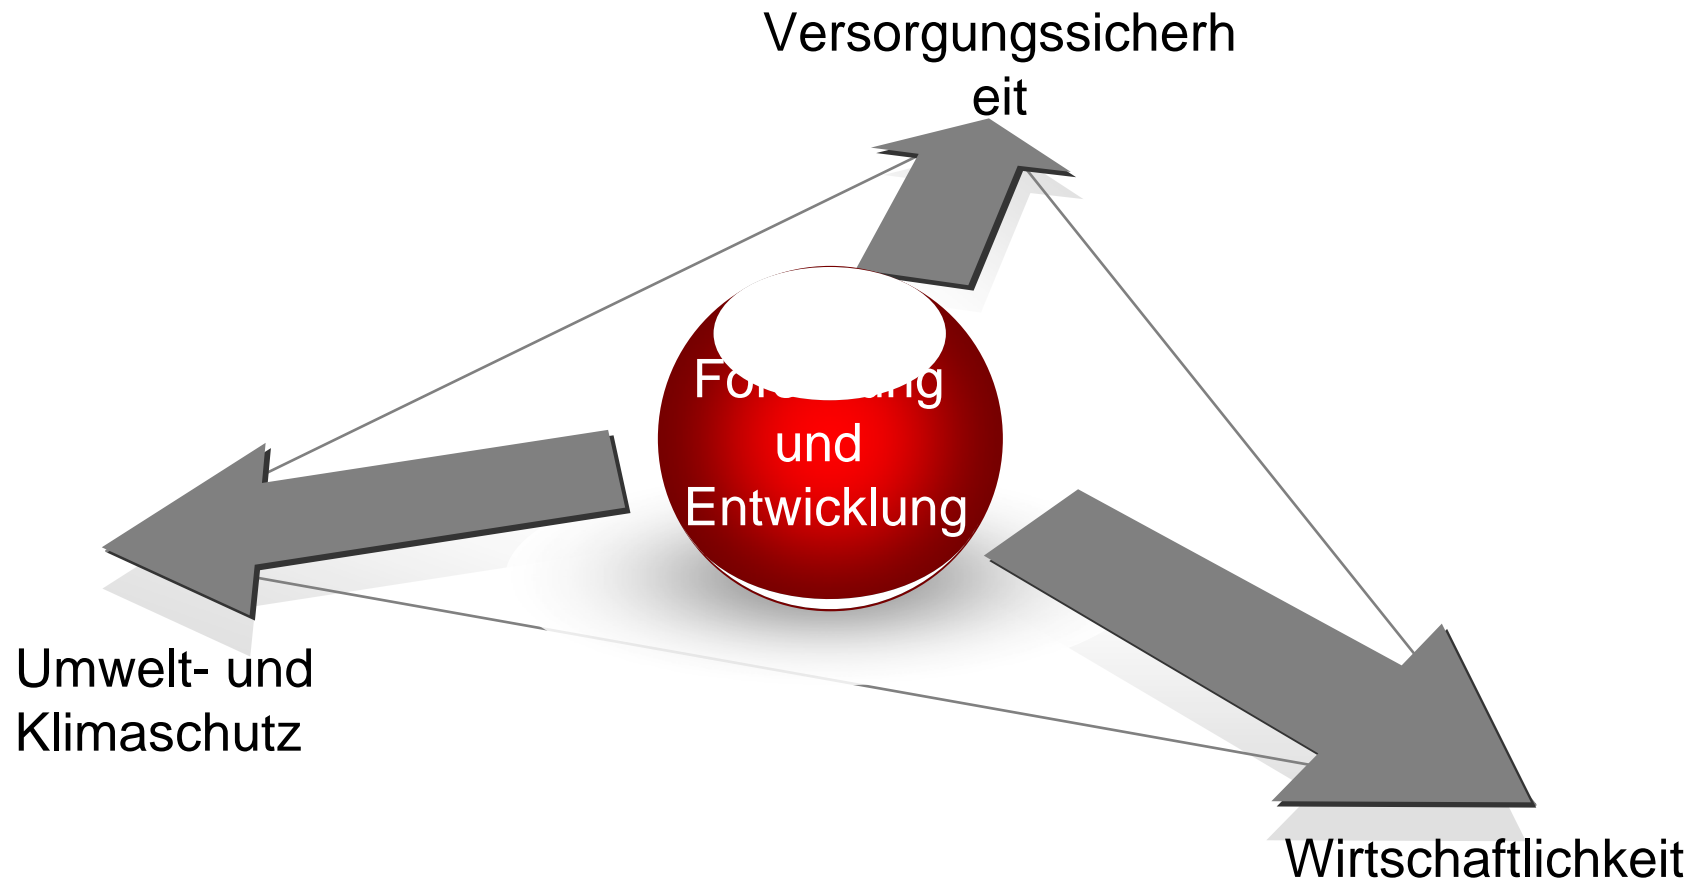 Versorgungssicherh
eit
und
Entwicklung
Umwelt- und
Klimaschutz
Wirtschaftlichkeit